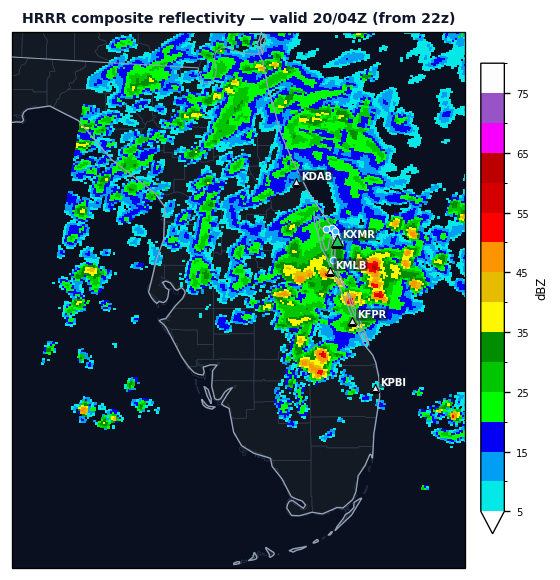 HRRR composite reflectivity — valid 20/04Z (from 22z)
KDAB
KXMR
KMLB
KFPR
KPBI
75
65
55
45
35
25
15
5
dBZ